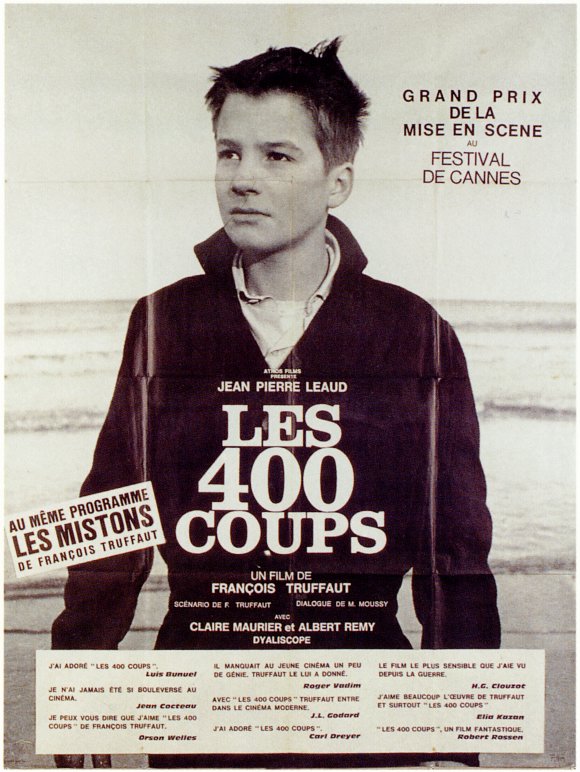 GRAND PRIX
DE LA
MISE EN SCENE
AU
FESTIVAL
DE CANNES
ATHOS FILMS
PRÉSENTE
JEAN PIERRE LEAUD
LES
400
COUPS
AU MÊME PROGRAMME
LES MISTONS
DE FRANÇOIS TRUFFAUT
UN FILM DE
FRANÇOIS TRUFFAUT
SCÉNARIO DE F. TRUFFAUT DIALOGUE DE M. MOUSSY
AVEC
CLAIRE MAURIER et ALBERT REMY
DYALISCOPE
J'AI ADORÉ "LES 400 COUPS".
Luis Bunuel
JE N'AI JAMAIS ÉTÉ SI BOULEVERSÉ AU
CINÉMA.
Jean Cocteau
JE PEUX VOUS DIRE QUE J'AIME "LES 400
COUPS" DE FRANÇOIS TRUFFAUT.
Orson Welles
IL MANQUAIT AU JEUNE CINÉMA UN PEU
DE GÉNIE. TRUFFAUT LE LUI A DONNÉ.
Roger Vadim
AVEC "LES 400 COUPS" TRUFFAUT ENTRE
DANS LE CINÉMA MODERNE.
J.L. Godard
J'AI ADORÉ "LES 400 COUPS".
Carl Dreyer
LE FILM LE PLUS SENSIBLE QUE J'AIE VU
DEPUIS LA GUERRE.
H.G. Clouzot
J'AIME BEAUCOUP L'ŒUVRE DE TRUFFAUT
ET SURTOUT "LES 400 COUPS"
Elia Kazan
"LES 400 COUPS", UN FILM FANTASTIQUE.
Robert Rossen